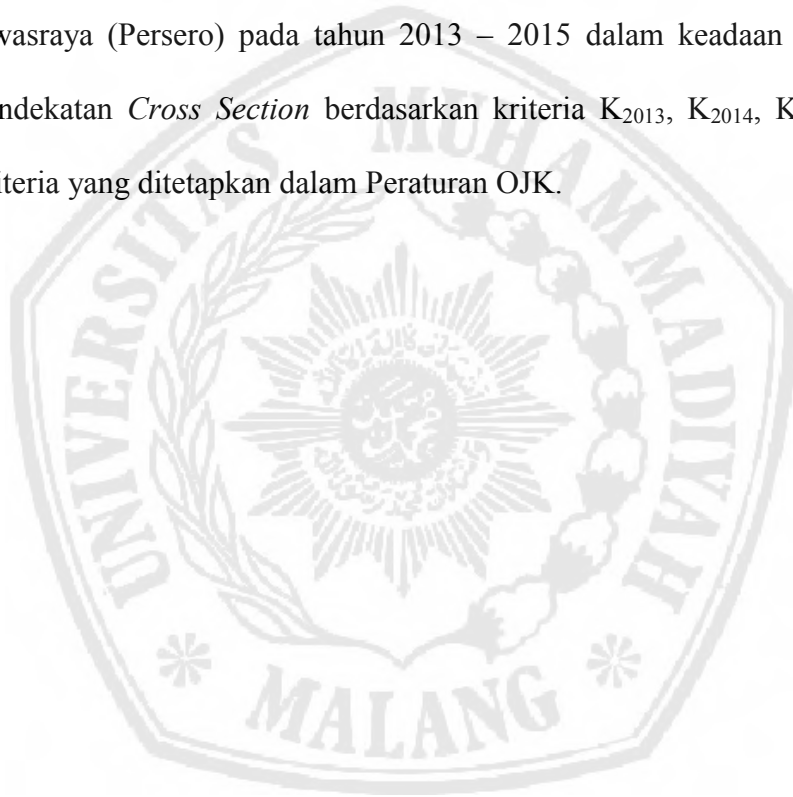 wasraya (Persero) pada tahun 2013 – 2015 dalam keadaan
ndekatan Cross Section berdasarkan kriteria K2013, K2014, K
iteria yang ditetapkan dalam Peraturan OJK.
UNIVERSITAS MUHAMMADIYAH
MALANG